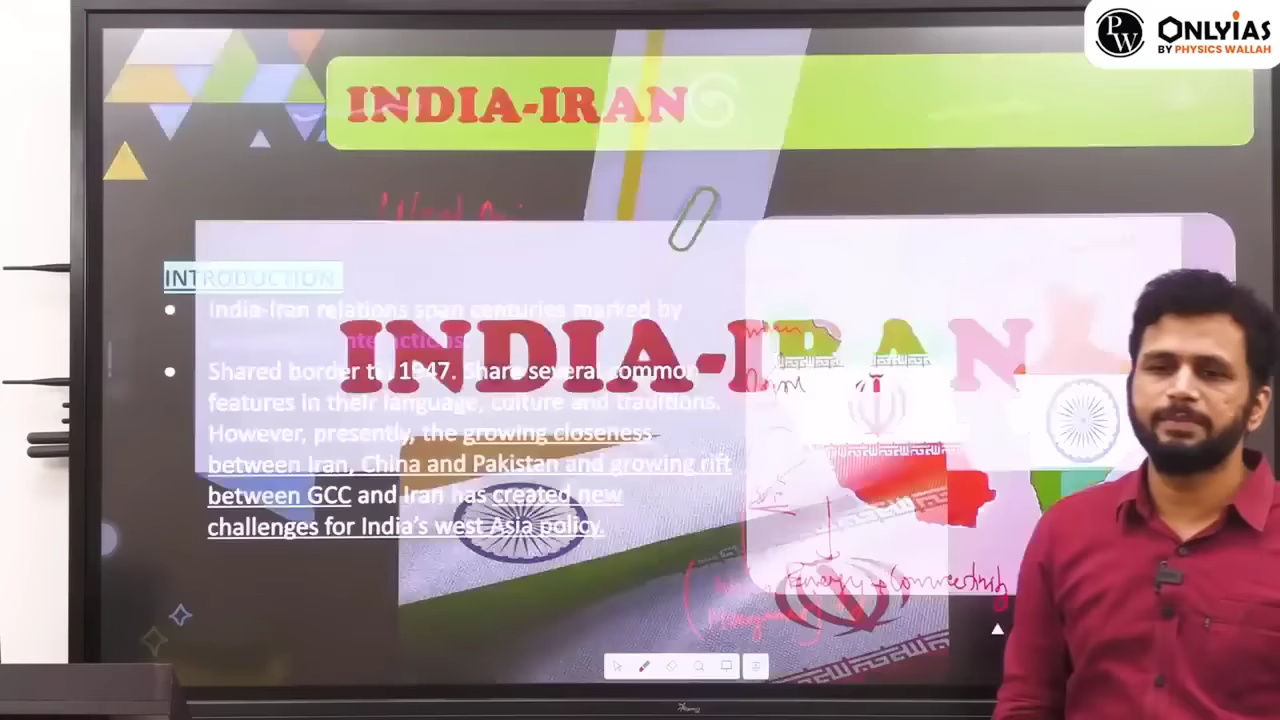 PW ONLYIAS
BY PHYSICS WALLAH
INDIA-IRAN
INTRODUCTION
India-Iran relations span centuries marked by
interactions.
INDIA-IRAN
Shared border till 1947. Share several common
features in their language, culture and traditions.
However, presently, the growing closeness
between Iran, China and Pakistan and growing rift
between GCC and Iran has created new
challenges for India's west Asia policy.
Energy + Connectivity